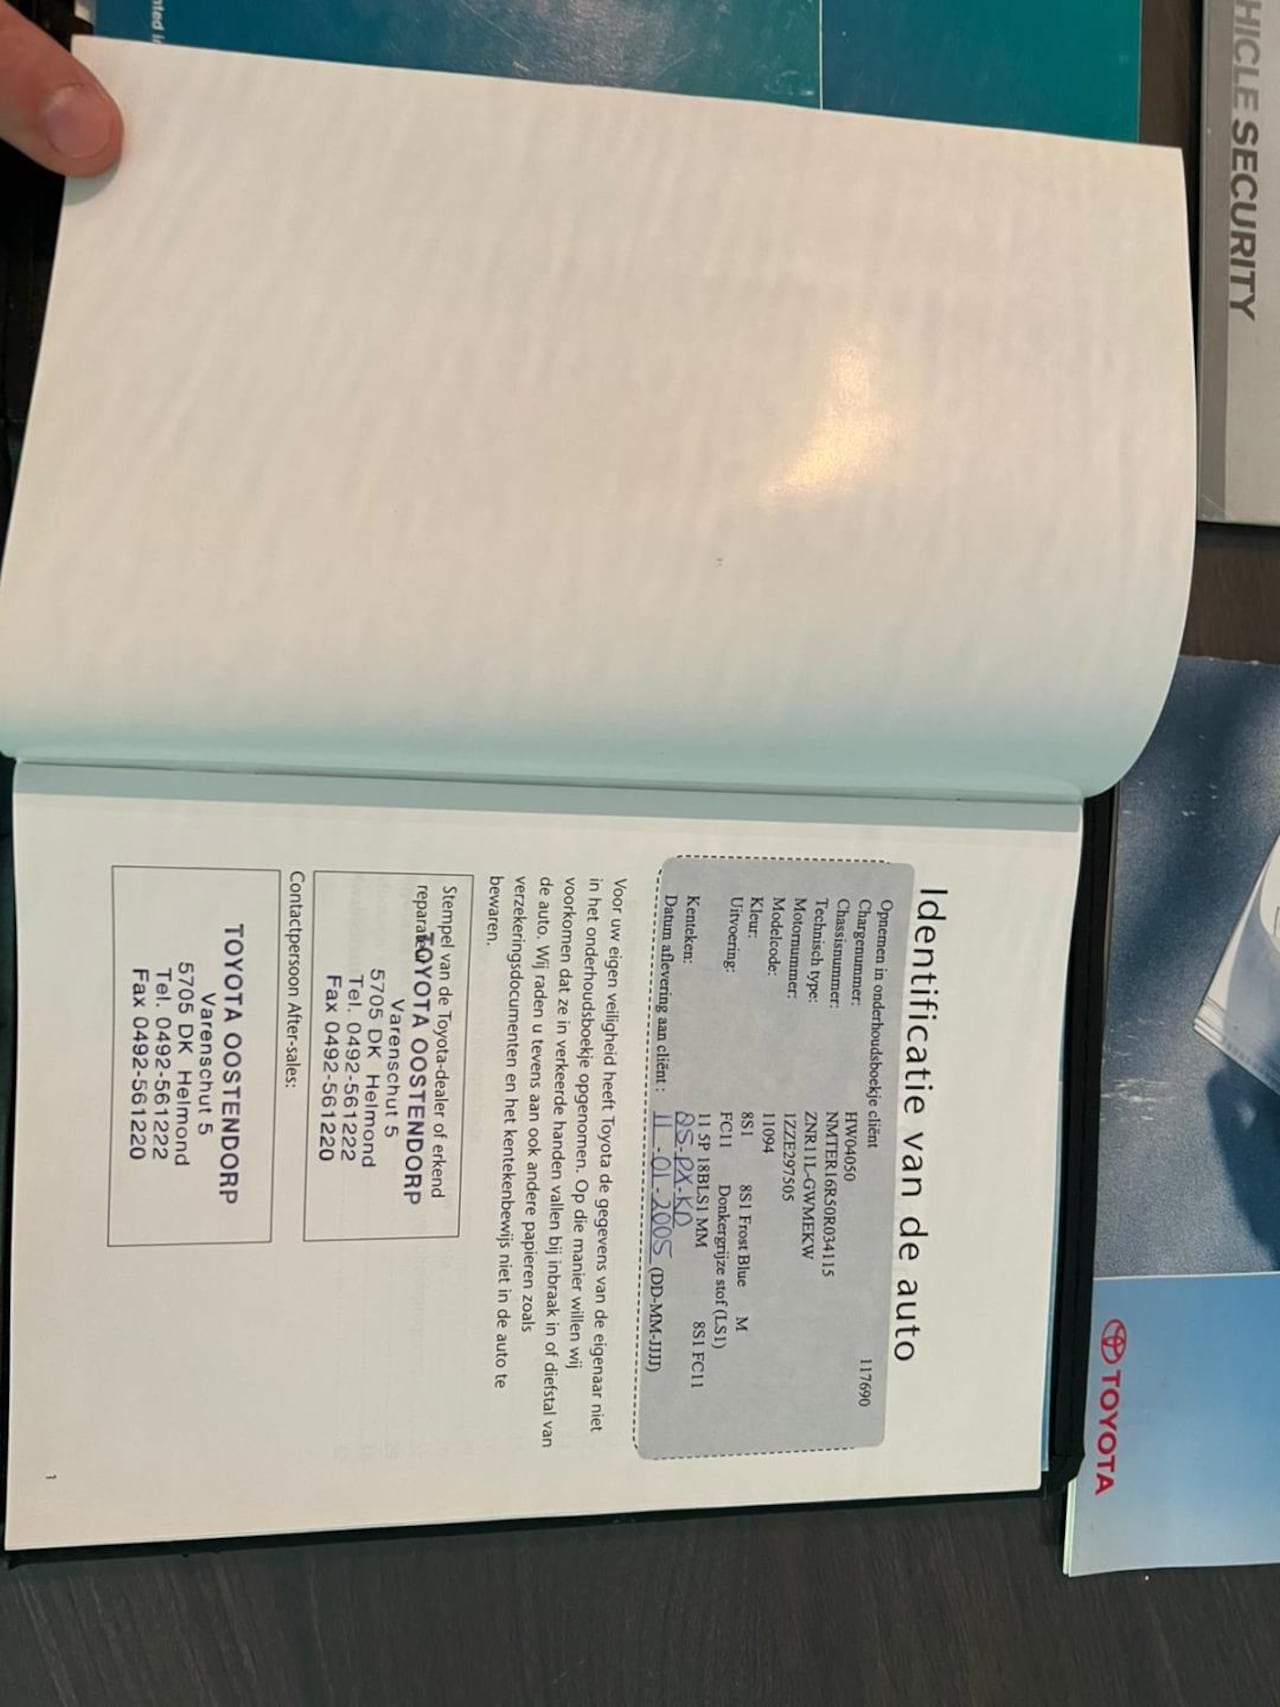 Identificatie van de auto
Opnemen in onderhoudsboekje cliënt
Chargenummer: HW04050 117690
Chassisnummer: NMTER16R50R034115
Technisch type: ZNR11L-GWMEKW
Motornummer: 1ZZE297505
Modelcode: 11094
Kleur: 8S1 8S1 Frost Blue M
Uitvoering: FC11 Donkergrijze stof (LS1)
11 5P 18BLS1 MM 8S1 FC11
Kenteken: QS-PX-KD
Datum aflevering aan cliënt : 11-01-2005 (DD-MM-JJJJ)
Voor uw eigen veiligheid heeft Toyota de gegevens van de eigenaar niet
in het onderhoudsboekje opgenomen. Op die manier willen wij
voorkomen dat ze in verkeerde handen vallen bij inbraak in of diefstal van
de auto. Wij raden u tevens aan ook andere papieren zoals
verzekeringsdocumenten en het kentekenbewijs niet in de auto te
bewaren.
Stempel van de Toyota-dealer of erkend
TOYOTA OOSTENDORP
Varenschut 5
5705 DK Helmond
Tel. 0492-561222
Fax 0492-561220
Contactpersoon After-sales:
TOYOTA OOSTENDORP
Varenschut 5
5705 DK Helmond
Tel. 0492-561222
Fax 0492-561220
1
HICLE SECURITY
TOYOTA